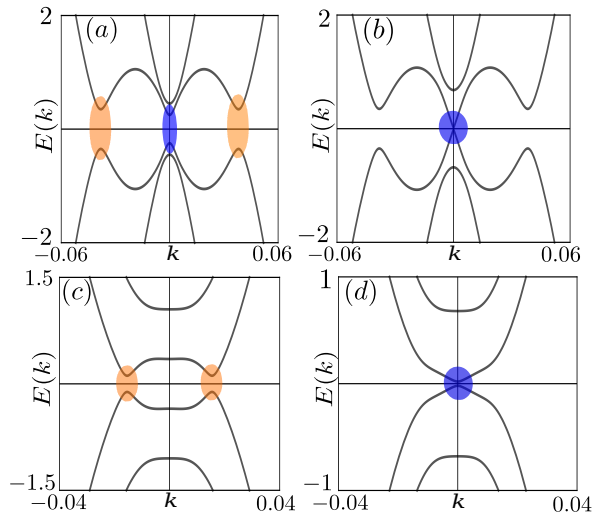 2 (a) 2 (b)
E(k) E(k)
−2 −2
−0.06 k 0.06 −0.06 k 0.06
1.5 (c) 1 (d)
E(k) E(k)
−1.5 −1
−0.04 k 0.04 −0.04 k 0.04